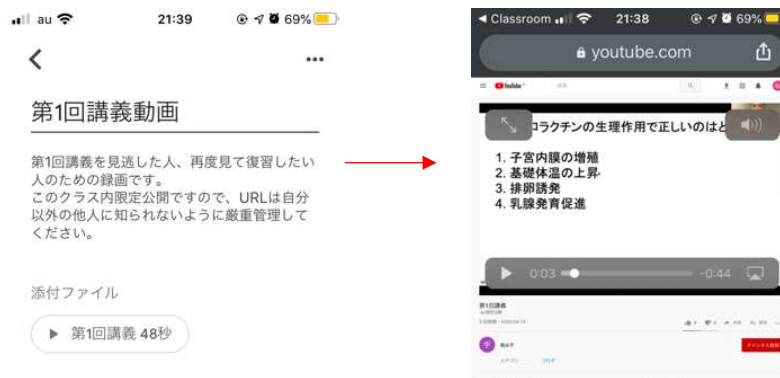 au
21:39
69%
第1回講義動画
第1回講義を見逃した人、再度見て復習したい
人のための録画です。
このクラス内限定公開ですので、URLは自分
以外の他人に知られないように厳重管理して
ください。
添付ファイル
第1回講義 48秒
Classroom
21:38
69%
youtube.com
YouTube
ロラクチンの生理作用で正しいのはど
1. 子宮内膜の増殖
2. 基礎体温の上昇
3. 排卵誘発
4. 乳腺発育促進
0:03
-0:44
第1回講義